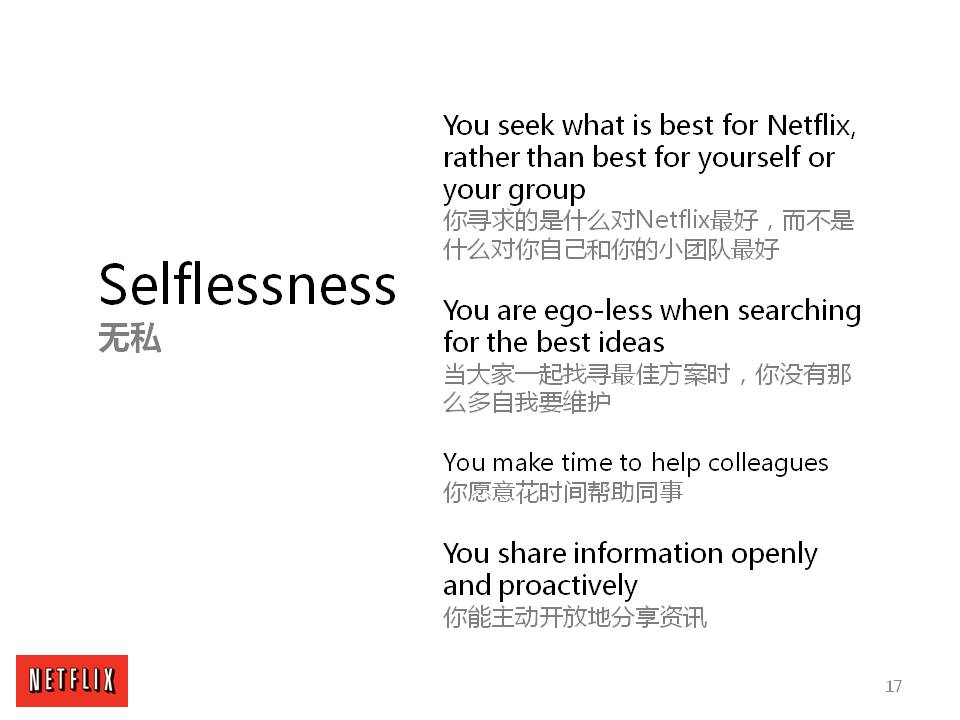 Selflessness
无私
You seek what is best for Netflix,
rather than best for yourself or
your group
你寻求的是什么对Netflix最好，而不是
什么对你自己和你的小团队最好
You are ego-less when searching
for the best ideas
当大家一起找寻最佳方案时，你没有那
么多自我要维护
You make time to help colleagues
你愿意花时间帮助同事
You share information openly
and proactively
你能主动开放地分享资讯
NETFLIX
17